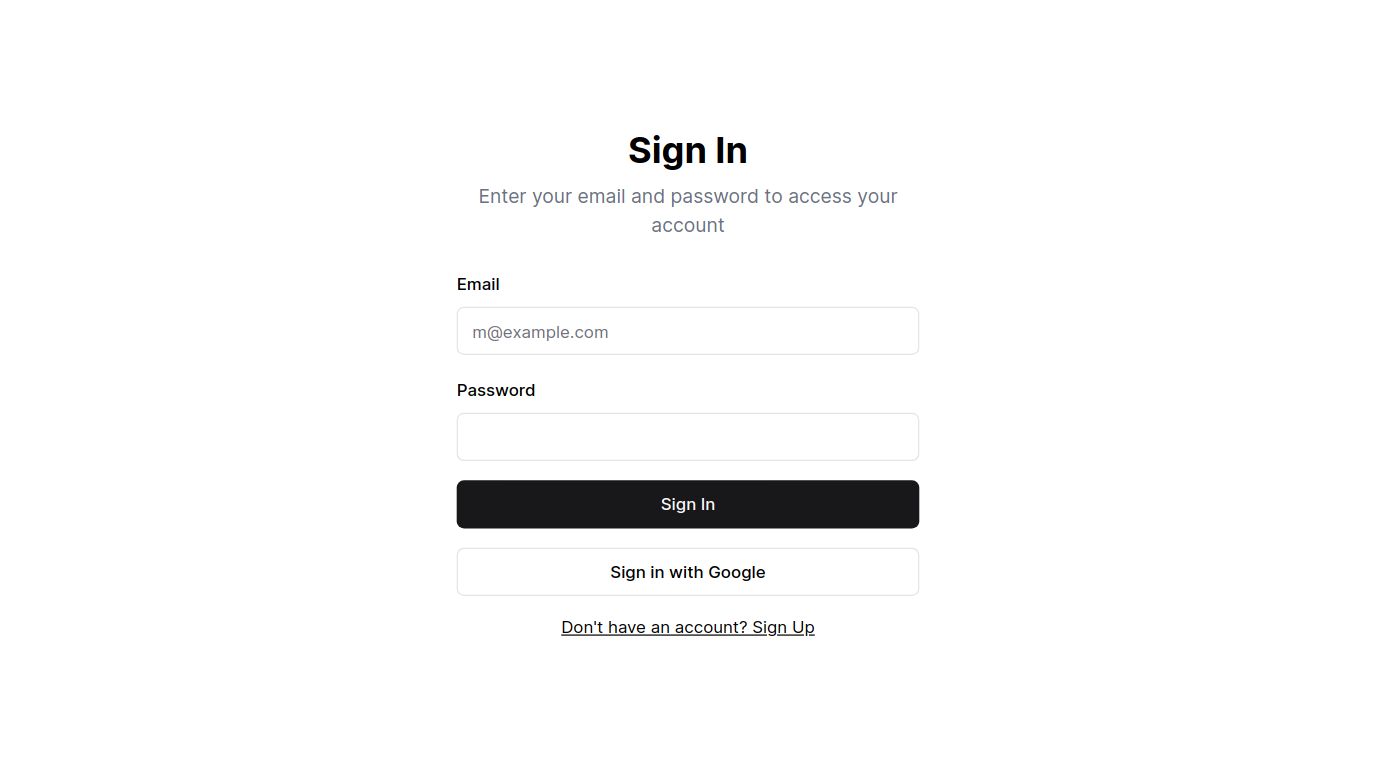 Sign In
Enter your email and password to access your
account
Email
m@example.com
Password
Sign In
Sign in with Google
Don't have an account? Sign Up